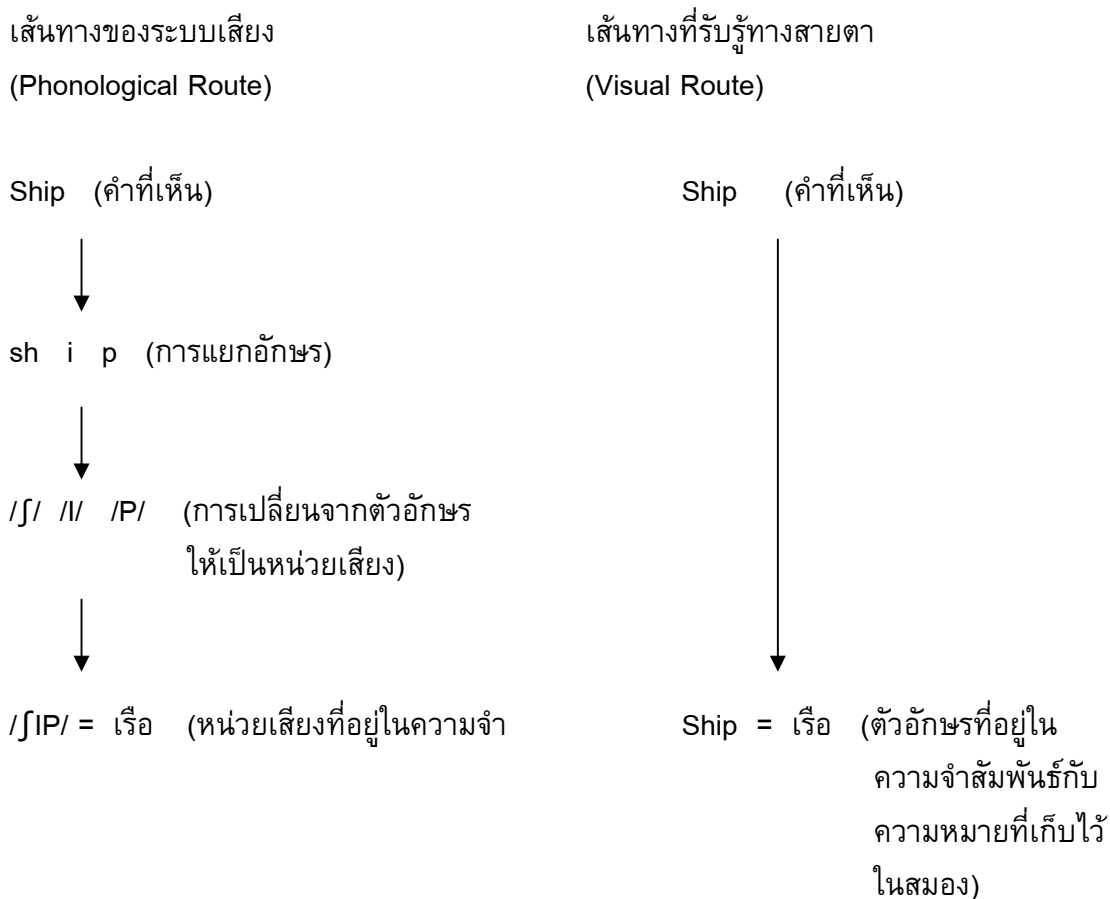 เส้นทางของระบบเสียง
(Phonological Route)
Ship (คำที่เห็น)
sh i p (การแยกอักษร)
/ʃ/ /I/ /P/ (การเปลี่ยนจากตัวอักษร
ให้เป็นหน่วยเสียง)
/ʃIP/ = เรือ (หน่วยเสียงที่อยู่ในความจำ
เส้นทางที่รับรู้ทางสายตา
(Visual Route)
Ship (คำที่เห็น)
Ship = เรือ (ตัวอักษรที่อยู่ใน
ความจำสัมพันธ์กับ
ความหมายที่เก็บไว้
ในสมอง)